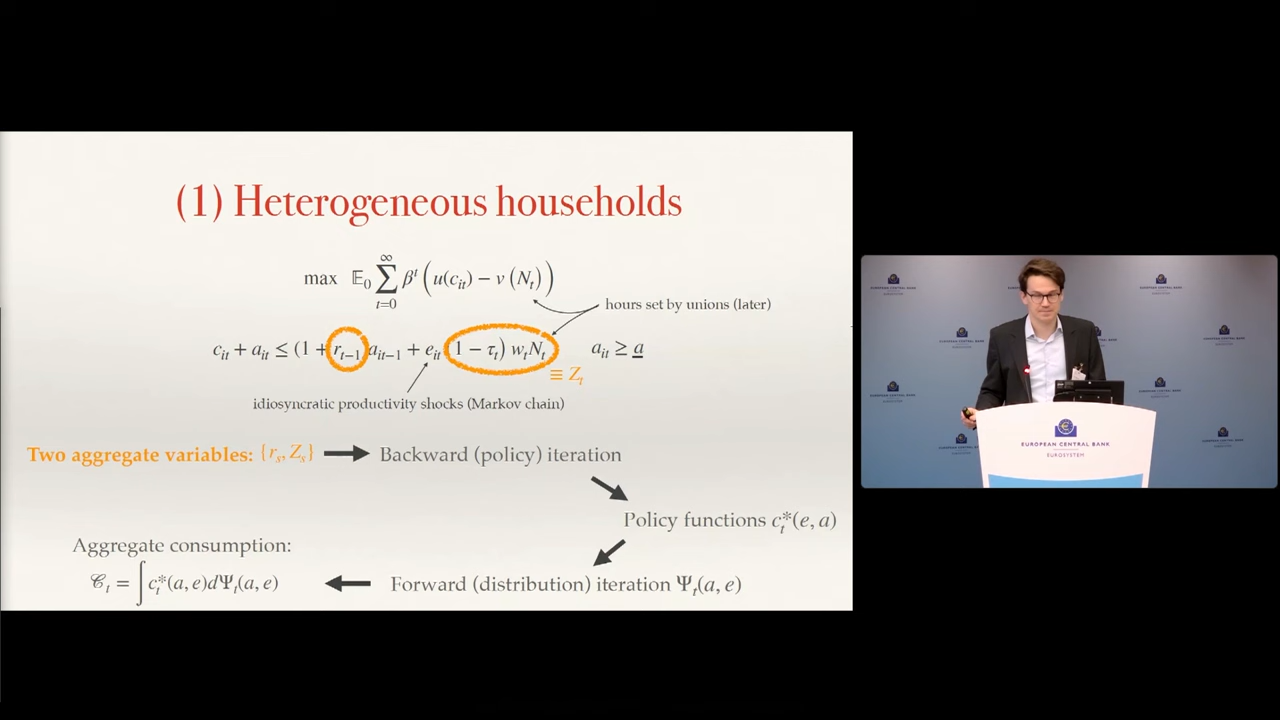 (1) Heterogeneous households
max 𝔼₀ ∑_{t=0}^{∞} βᵗ ( u(c_{it}) − v (N_t) )
hours set by unions (later)
c_{it} + a_{it} ≤ (1 + r_{t−1}) a_{it−1} + e_{it} (1 − τ_t) w_t N_t    a_{it} ≥ a̲
≡ Z_t
idiosyncratic productivity shocks (Markov chain)
Two aggregate variables: {r_s, Z_s} → Backward (policy) iteration
Policy functions c_t^*(e, a)
Aggregate consumption:
𝒞_t = ∫ c_t^*(a, e)dΨ_t(a, e) ← Forward (distribution) iteration Ψ_t(a, e)
EUROPEAN CENTRAL BANK
EUROSYSTEM